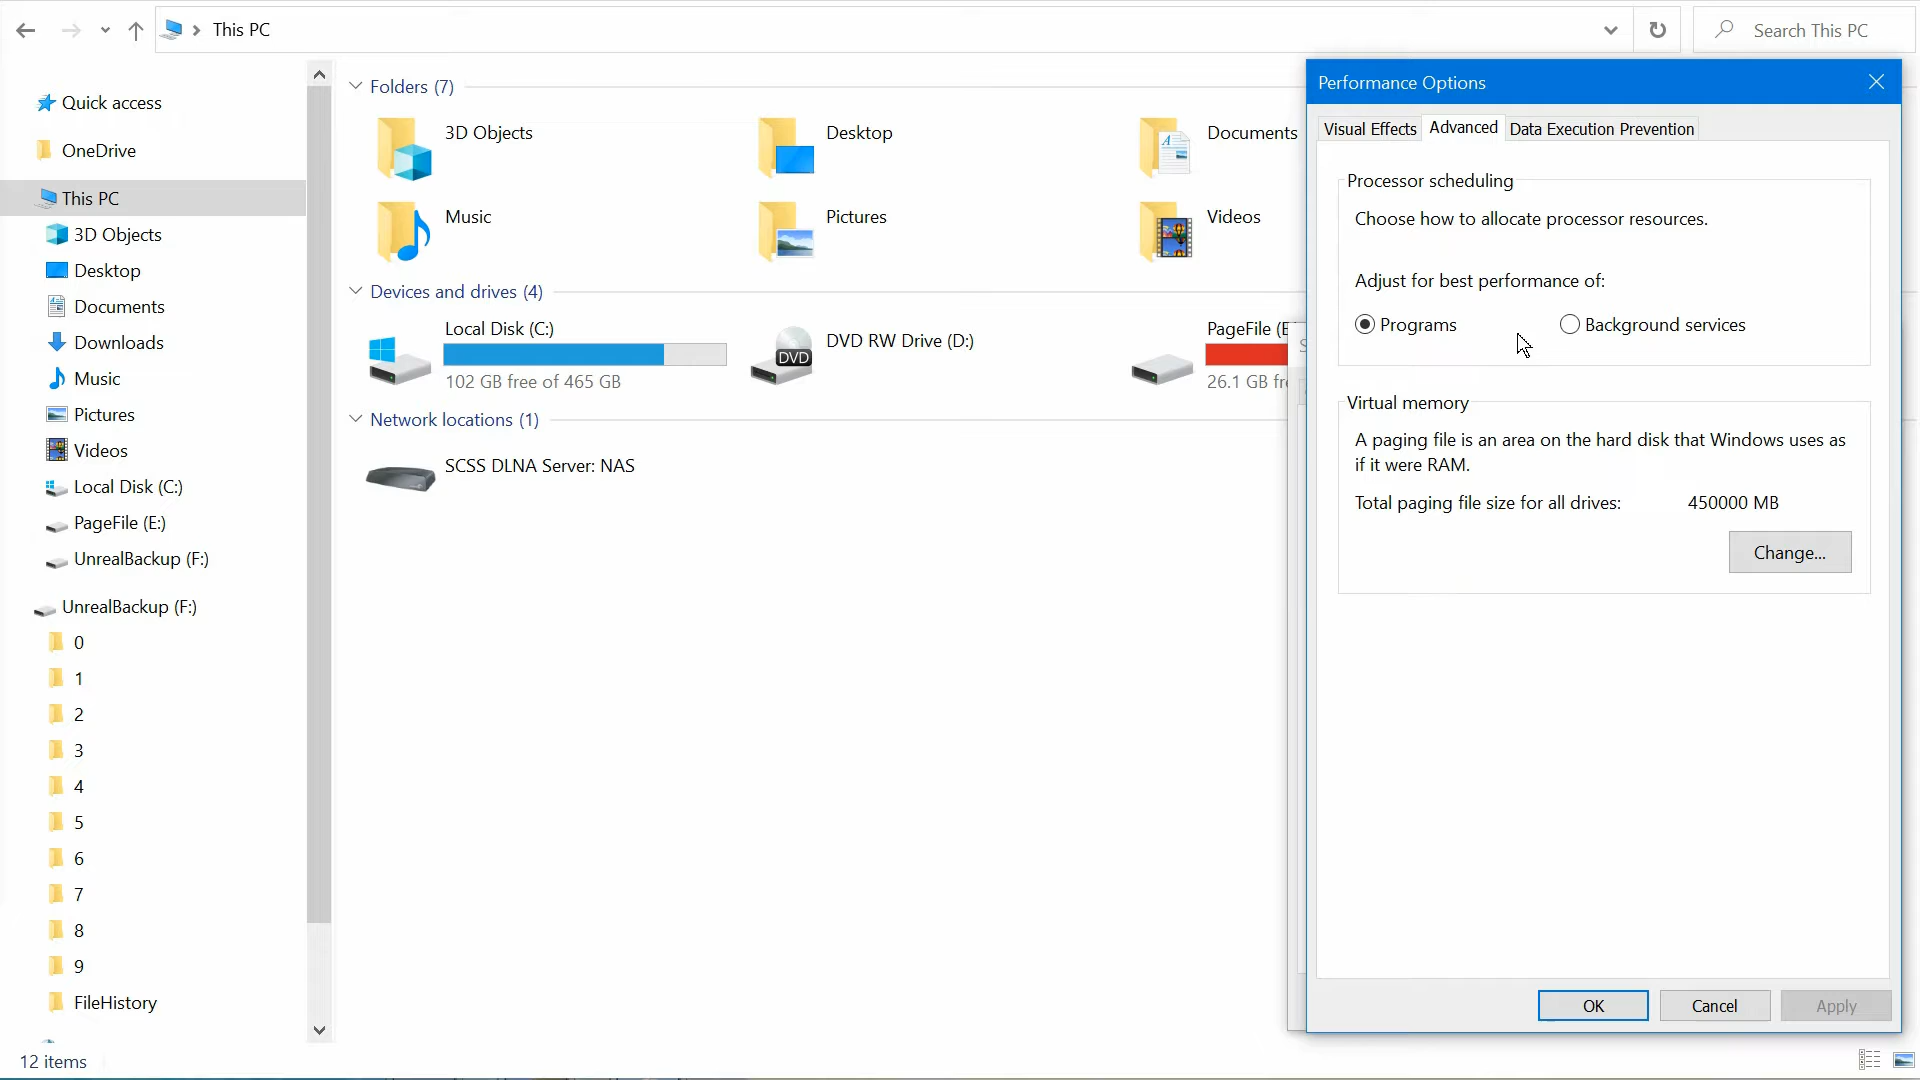 This PC
Search This PC
Quick access
OneDrive
This PC
3D Objects
Desktop
Documents
Downloads
Music
Pictures
Videos
Local Disk (C:)
PageFile (E:)
UnrealBackup (F:)
UnrealBackup (F:)
0
1
2
3
4
5
6
7
8
9
FileHistory
Folders (7)
3D Objects
Desktop
Documents
Music
Pictures
Videos
Devices and drives (4)
Local Disk (C:)
102 GB free of 465 GB
DVD RW Drive (D:)
DVD
PageFile (E
26.1 GB fre
Network locations (1)
SCSS DLNA Server: NAS
Performance Options
Visual Effects
Advanced
Data Execution Prevention
Processor scheduling
Choose how to allocate processor resources.
Adjust for best performance of:
Programs
Background services
Virtual memory
A paging file is an area on the hard disk that Windows uses as
if it were RAM.
Total paging file size for all drives: 450000 MB
Change...
OK
Cancel
Apply
12 items